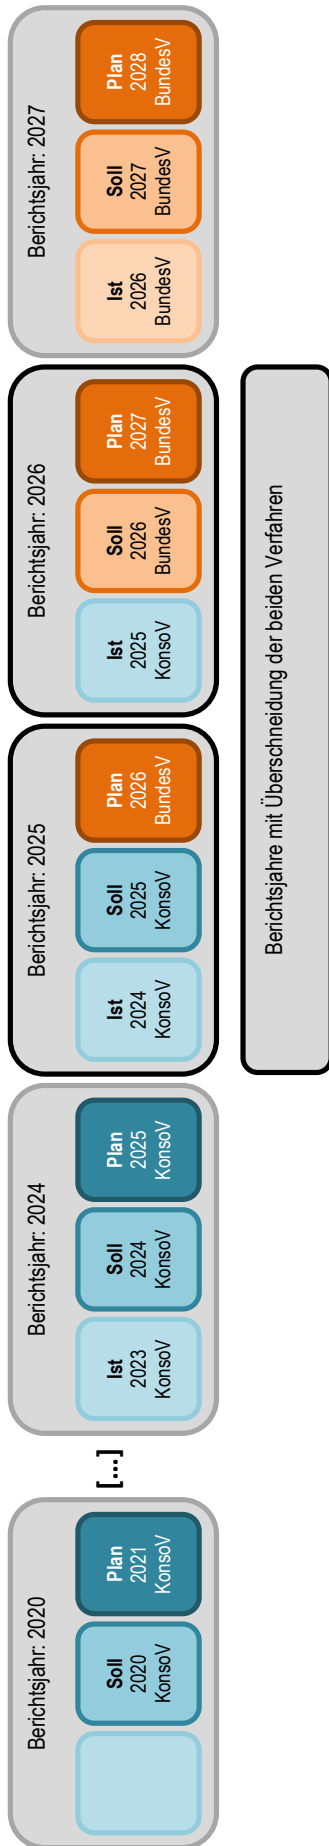 Berichtsjahr: 2020
Soll
2020
KonsoV
Plan
2021
KonsoV
[...]
Berichtsjahr: 2024
Ist
2023
KonsoV
Soll
2024
KonsoV
Plan
2025
KonsoV
Berichtsjahr: 2025
Ist
2024
KonsoV
Soll
2025
KonsoV
Plan
2026
BundesV
Berichtsjahr: 2026
Ist
2025
KonsoV
Soll
2026
BundesV
Plan
2027
BundesV
Berichtsjahr: 2027
Ist
2026
BundesV
Soll
2027
BundesV
Plan
2028
BundesV
Berichtsjahre mit Überschneidung der beiden Verfahren